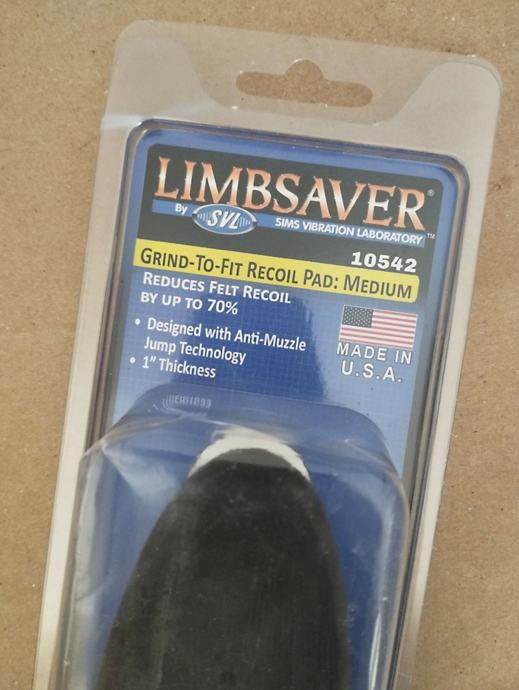 LIMBSAVER®
By SVL SIMS VIBRATION LABORATORY™
10542
GRIND-TO-FIT RECOIL PAD: MEDIUM
REDUCES FELT RECOIL
BY UP TO 70%
• Designed with Anti-Muzzle
Jump Technology
• 1" Thickness
MADE IN
U.S.A.